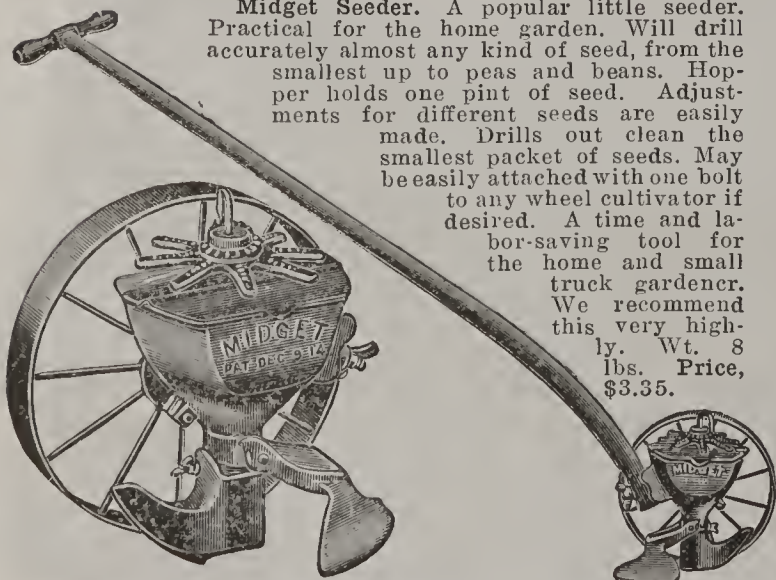 Midget Seeder. A popular little seeder.
Practical for the home garden. Will drill
accurately almost any kind of seed, from the
smallest up to peas and beans. Hop-
per holds one pint of seed. Adjust-
ments for different seeds are easily
made. Drills out clean the
smallest packet of seeds. May
be easily attached with one bolt
to any wheel cultivator if
desired. A time and la-
bor-saving tool for
the home and small
truck gardener.
We recommend
this very high-
ly. Wt. 8
lbs. Price,
$3.35.
MIDGET
PAT. DEC. 9-14
MIDGET